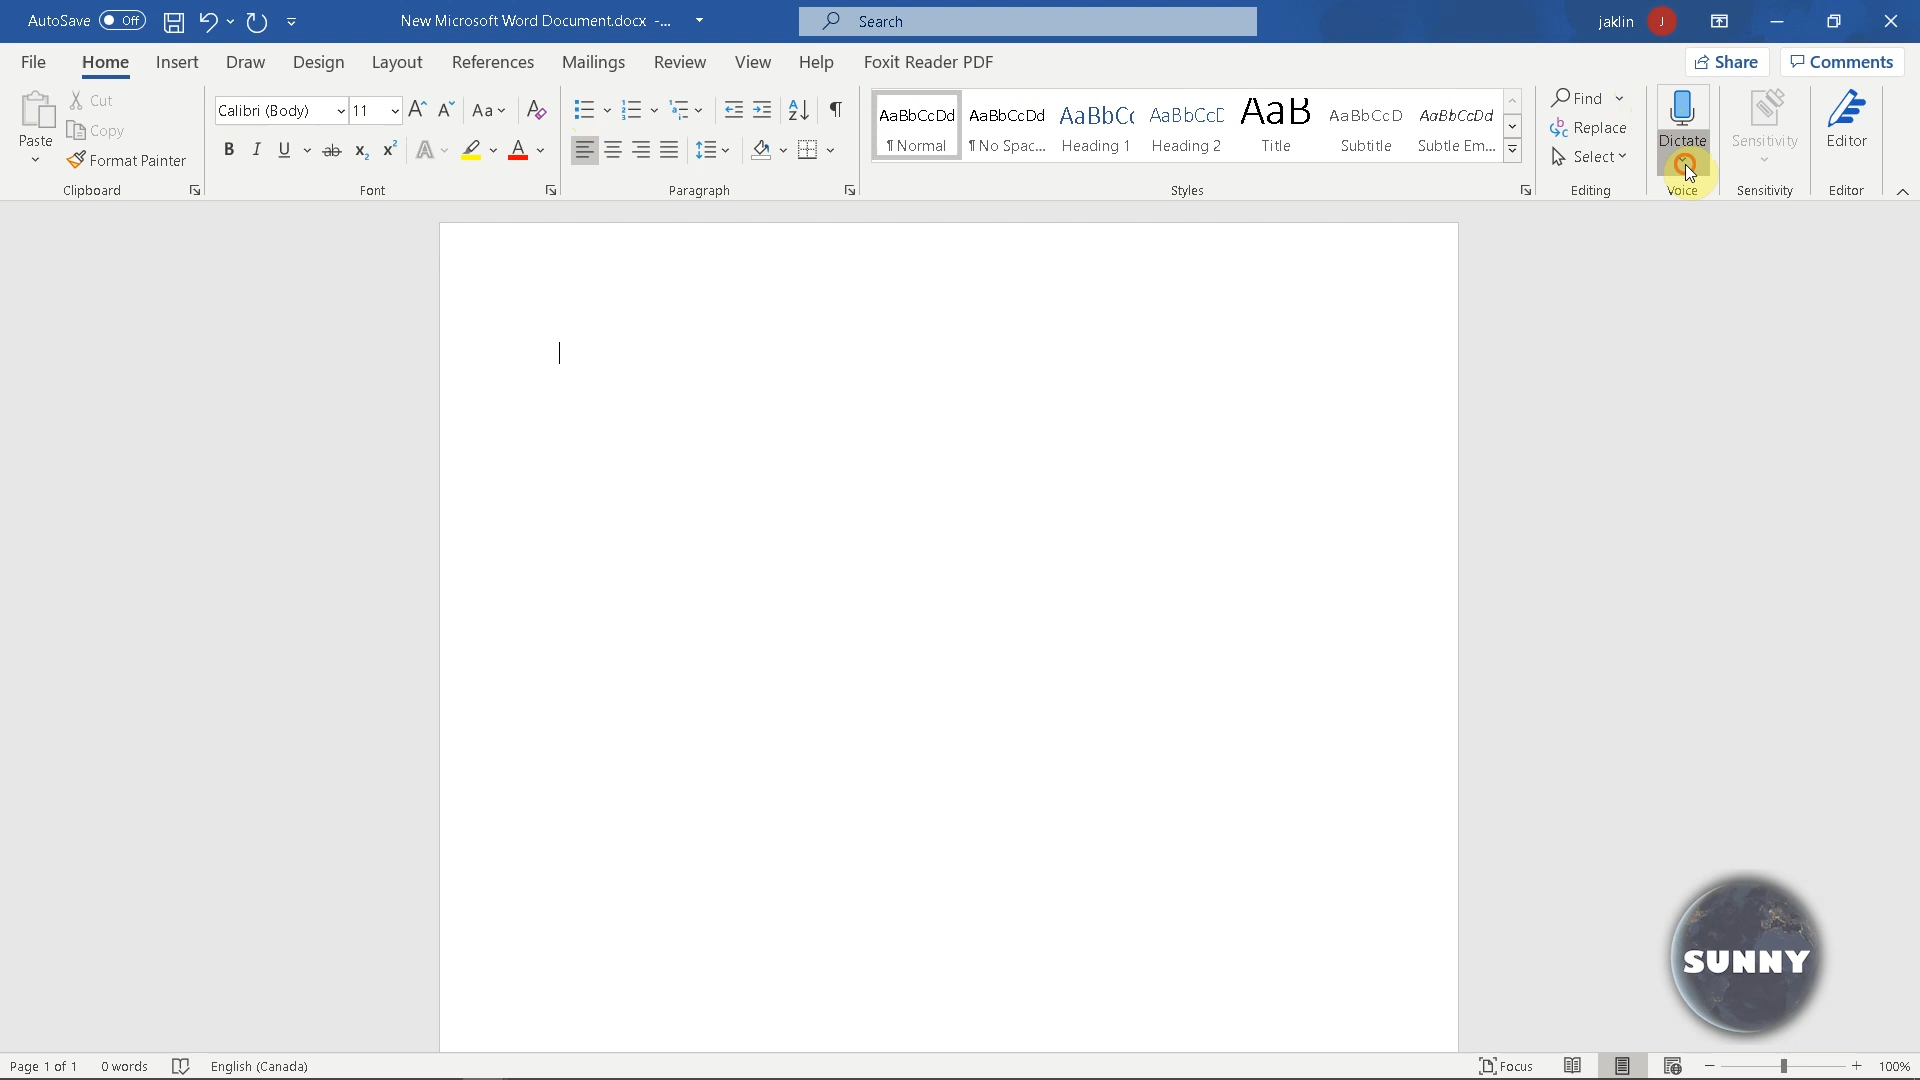 AutoSave Off New Microsoft Word Document.docx -... Search jaklin J
File Home Insert Draw Design Layout References Mailings Review View Help Foxit Reader PDF Share Comments
Paste Cut Copy Format Painter Clipboard
Calibri (Body) 11 Aa Font
Paragraph
AaBbCcDd ¶ Normal
AaBbCcDd ¶ No Spac...
AaBbCc Heading 1
AaBbCcD Heading 2
AaB Title
AaBbCcD Subtitle
AaBbCcDd Subtle Em...
Styles
Find
Replace
Select
Editing
Dictate
Voice
Sensitivity
Sensitivity
Editor
Editor
SUNNY
Page 1 of 1 0 words English (Canada) Focus 100%